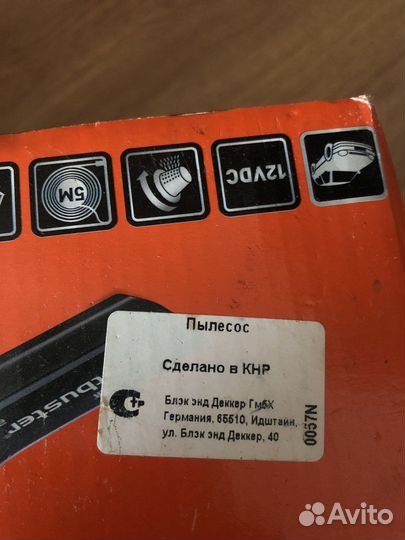 5M
12VDC
buster
Пылесос
Сделано в КНР
Блэк энд Деккер ГмбХ
Германия, 65510, Идштайн,
ул. Блэк энд Деккер, 40
0057N
Avito